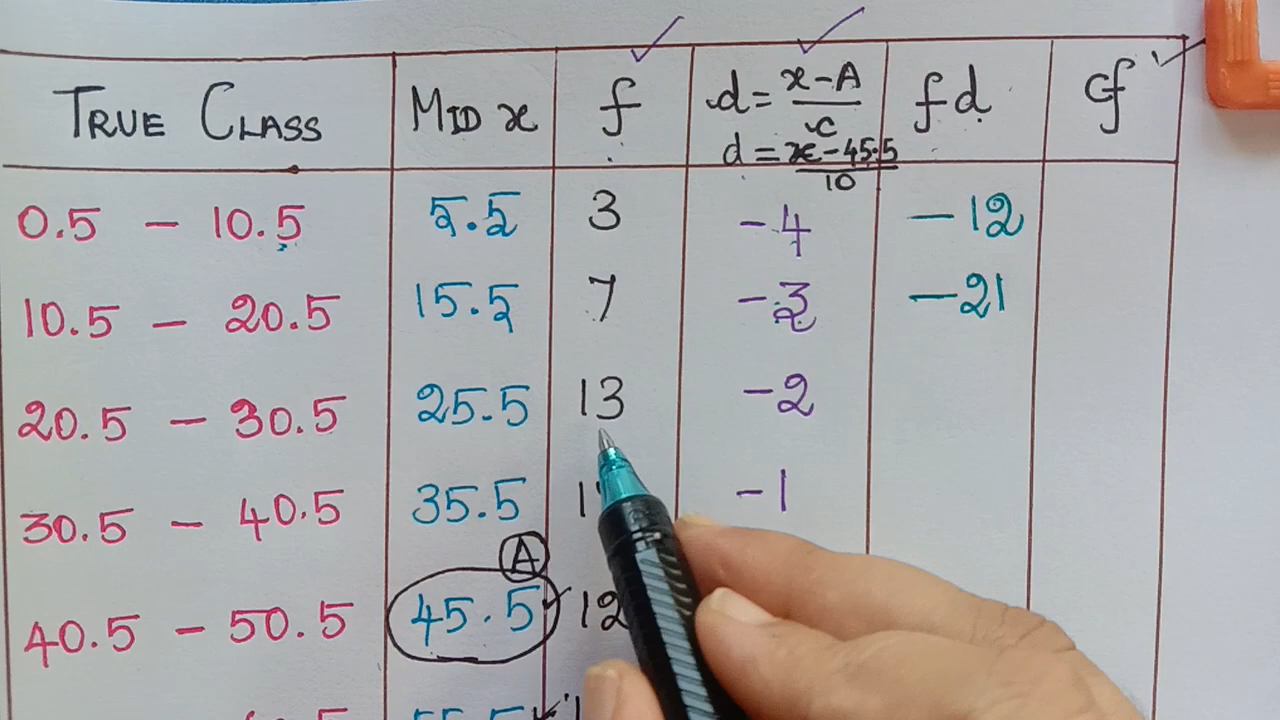 TRUE CLASS MID x f d = x-A/c fd cf
d = x-45.5/10
0.5 - 10.5 5.5 3 -4 -12
10.5 - 20.5 15.5 7 -3 -21
20.5 - 30.5 25.5 13 -2
30.5 - 40.5 35.5 -1
A
40.5 - 50.5 45.5 12